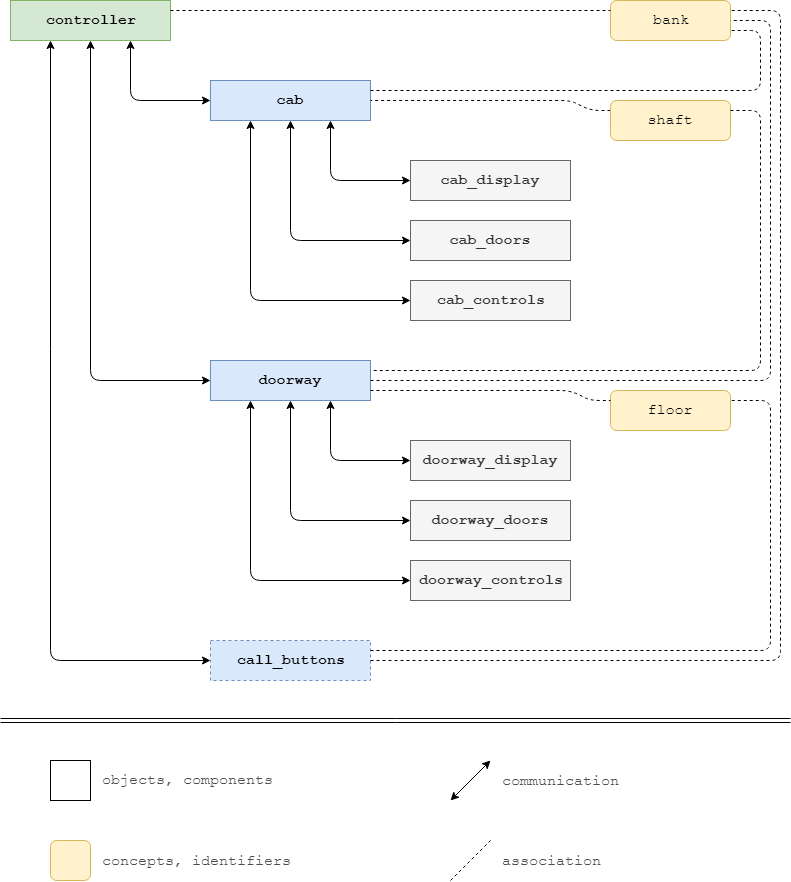 controller
bank
cab
shaft
cab_display
cab_doors
cab_controls
doorway
floor
doorway_display
doorway_doors
doorway_controls
call_buttons
objects, components
communication
concepts, identifiers
association